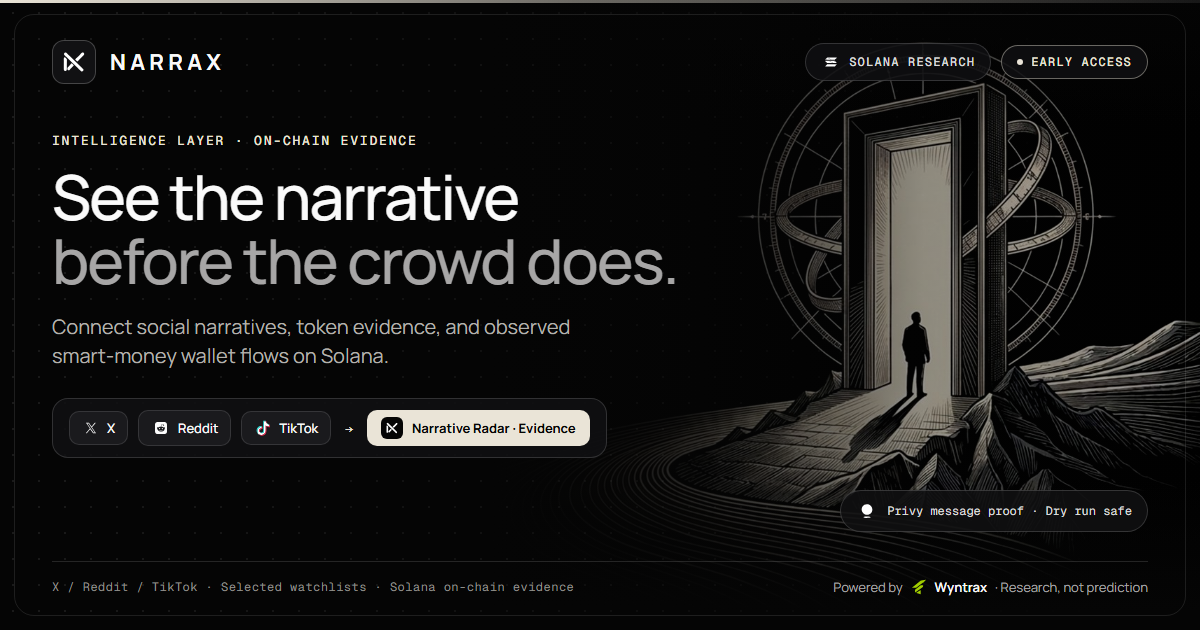 NARRAX
SOLANA RESEARCH
EARLY ACCESS
INTELLIGENCE LAYER · ON-CHAIN EVIDENCE
See the narrative
before the crowd does.
Connect social narratives, token evidence, and observed
smart-money wallet flows on Solana.
X Reddit TikTok → Narrative Radar · Evidence
Privy message proof · Dry run safe
X / Reddit / TikTok · Selected watchlists · Solana on-chain evidence
Powered by Wyntrax · Research, not prediction